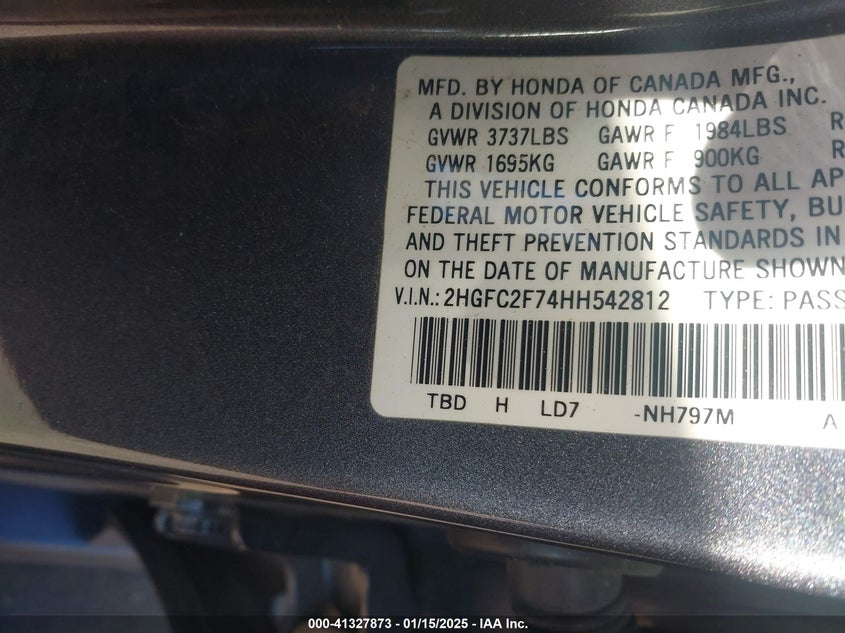 MFD. BY HONDA OF CANADA MFG.,
A DIVISION OF HONDA CANADA INC.
GVWR 3737LBS GAWR F 1984LBS R
GVWR 1695KG GAWR F 900KG R
THIS VEHICLE CONFORMS TO ALL AP
FEDERAL MOTOR VEHICLE SAFETY, BU
AND THEFT PREVENTION STANDARDS IN
ON THE DATE OF MANUFACTURE SHOWN
V.I.N.: 2HGFC2F74HH542812 TYPE: PASS
TBD H LD7 -NH797M A
000-41327873 - 01/15/2025 - IAA Inc.